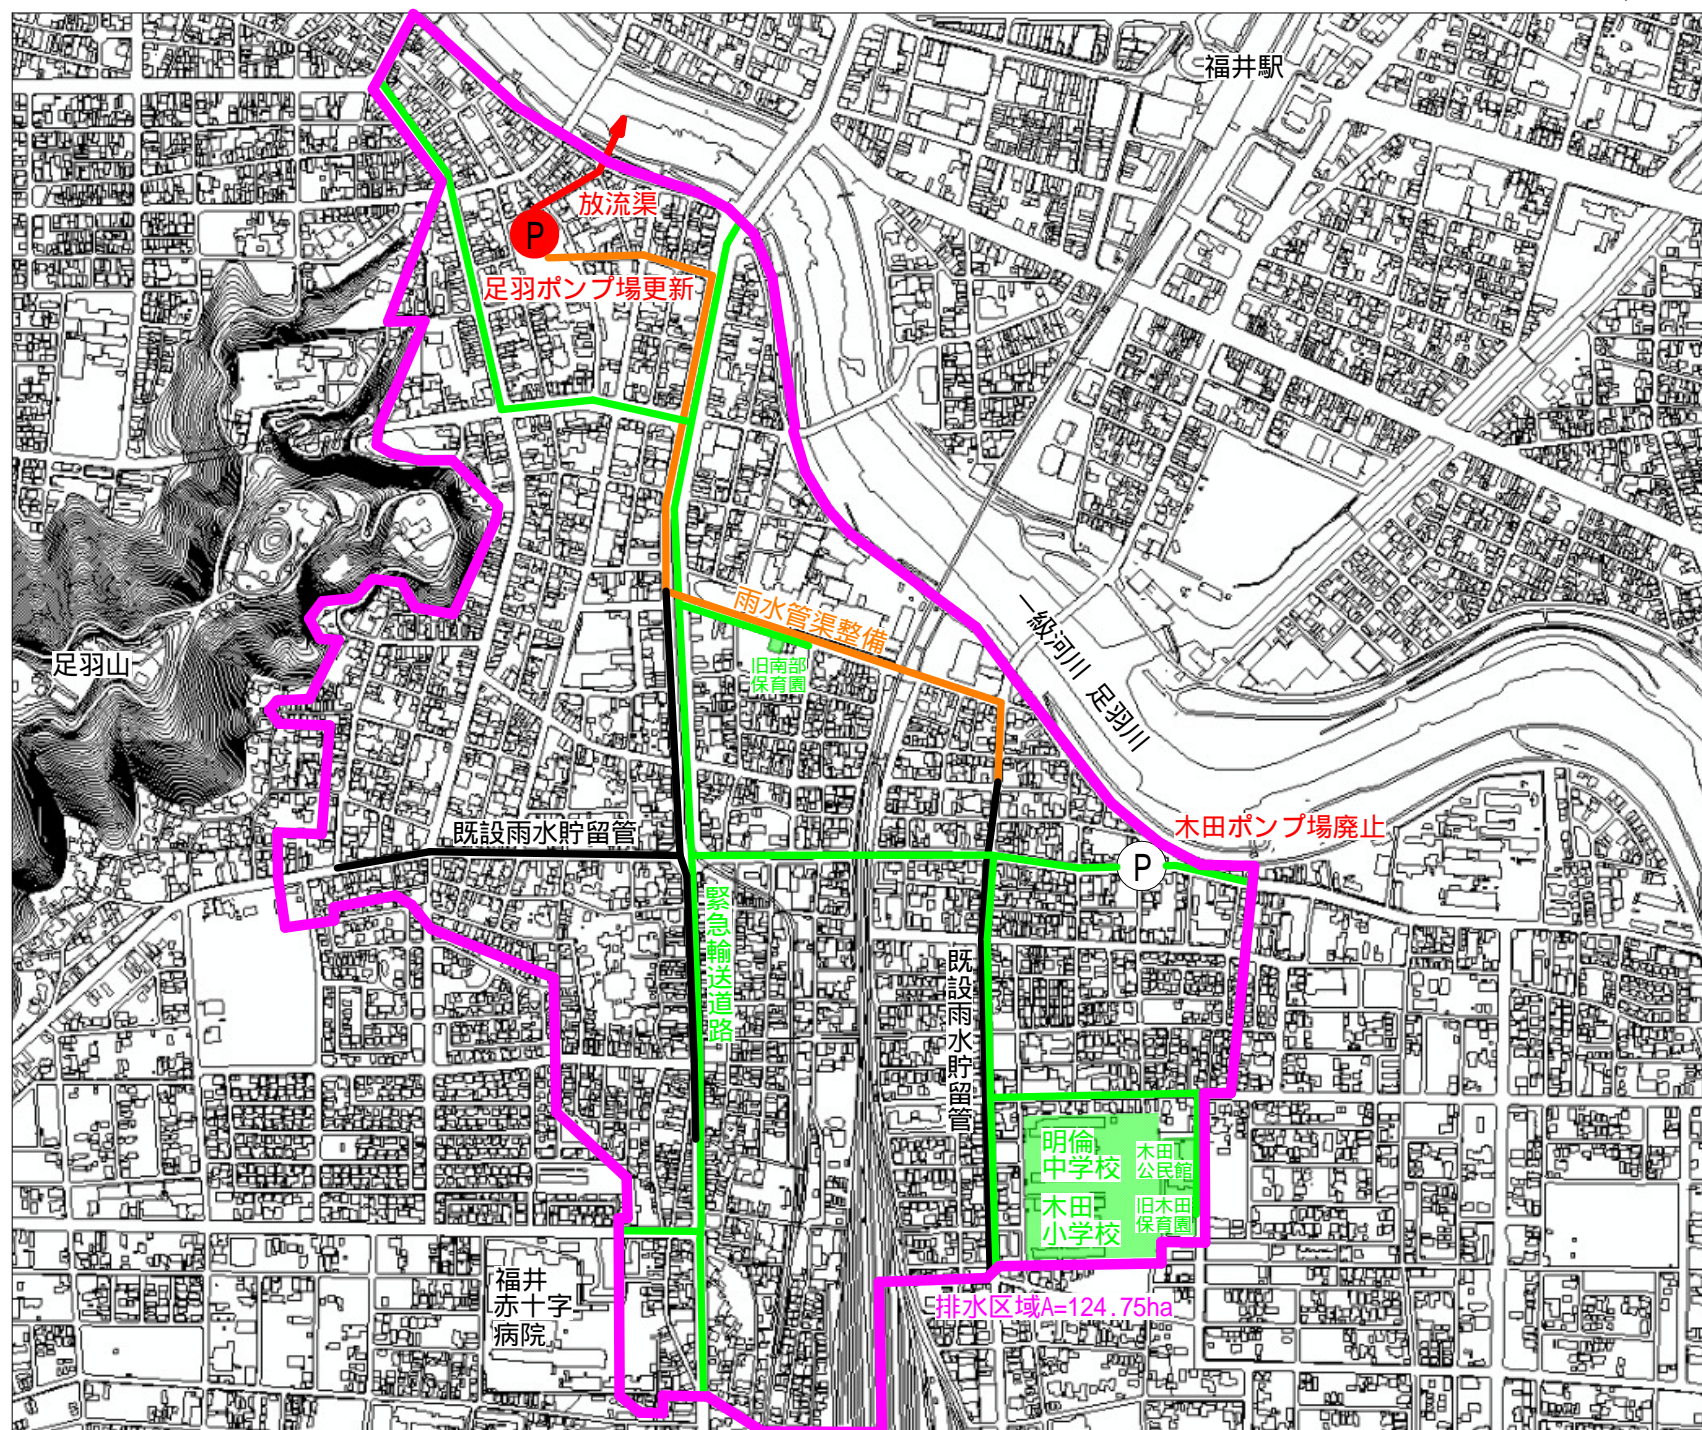 福井駅
放流渠
P
足羽ポンプ場更新
雨水管渠整備
旧南部
保育園
一級河川 足羽川
足羽山
木田ポンプ場廃止
既設雨水貯留管
P
緊急輸送道路
既設雨水貯留管
明倫
中学校
木田
公民館
木田
小学校
旧木田
保育園
福井
赤十字
病院
排水区域A=124.75ha